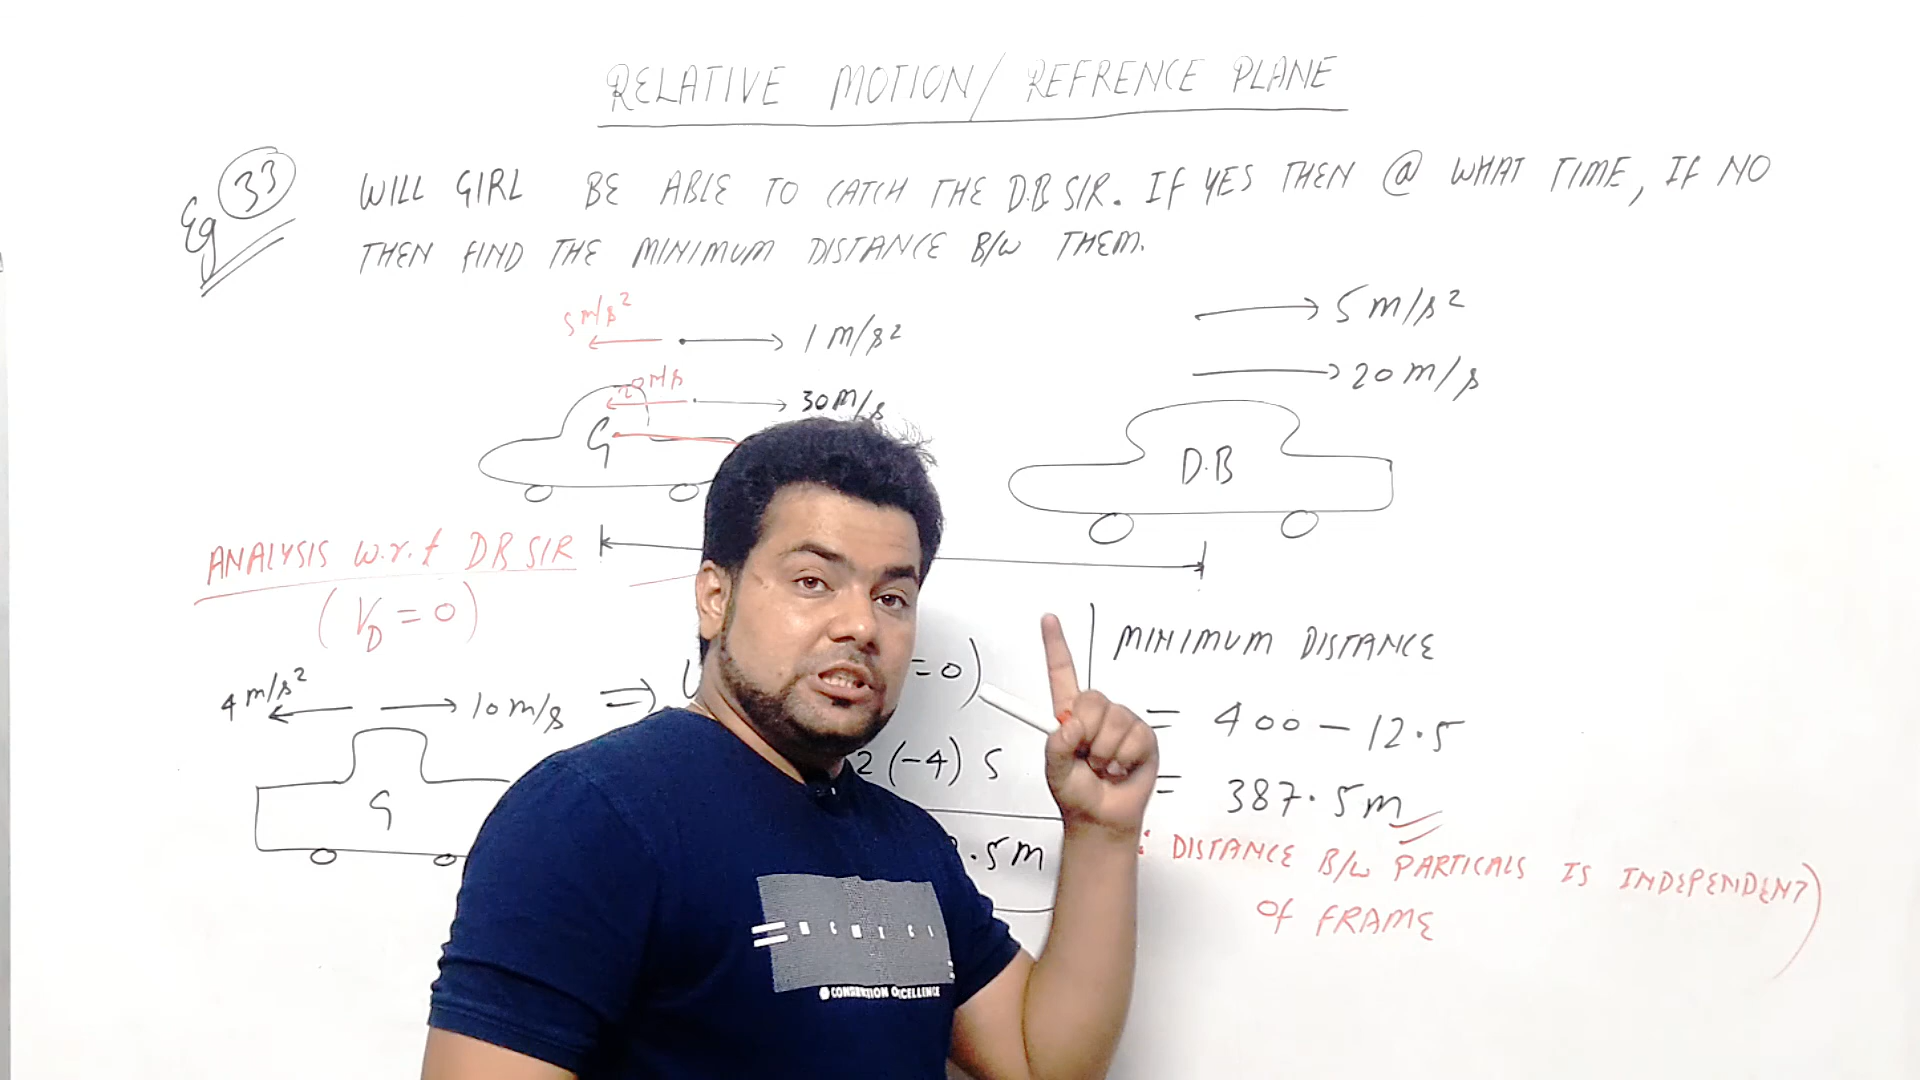 RELATIVE MOTION/ REFRENCE PLANE
Eg 33 WILL GIRL BE ABLE TO CATCH THE D.B SIR. IF YES THEN @ WHAT TIME, IF NO
THEN FIND THE MINIMUM DISTANCE B/W THEM.
5 m/s²
1 m/s²
20 m/s
30 m/s
G
5 m/s²
20 m/s
D.B
ANALYSIS w.r.t DB SIR
(V_D = 0)
4 m/s²
10 m/s ⇒
G
= 0)
2 (-4) S
.5m
MINIMUM DISTANCE
= 400 - 12.5
= 387.5m
DISTANCE B/W PARTICALS IS INDEPENDENT)
Of FRAME